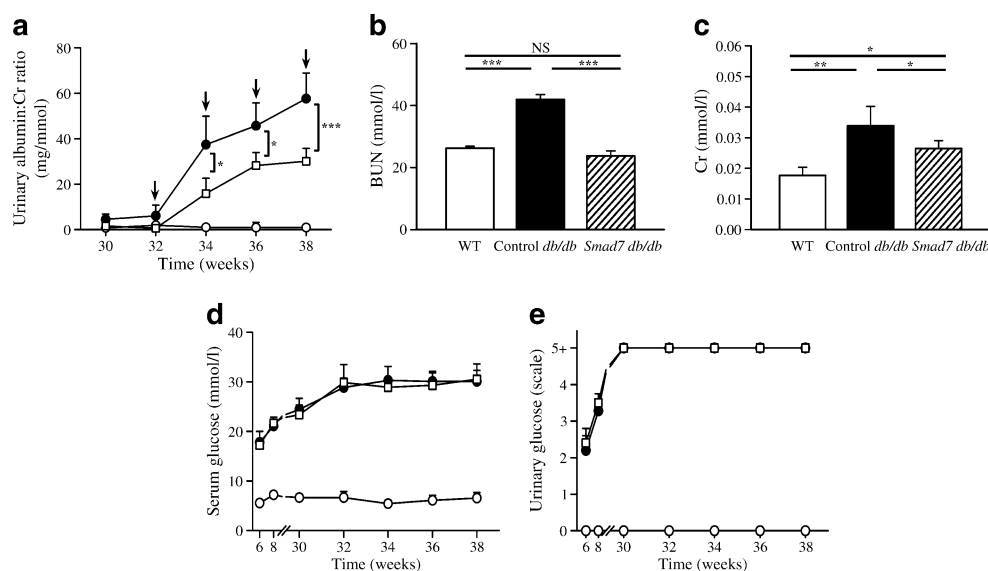 a
Urinary albumin:Cr ratio
(mg/mmol)
80
60
40
20
0
*
*
***
30 32 34 36 38
Time (weeks)
b
BUN (mmol/l)
60
40
20
0
NS
*** ***
WT Control db/db Smad7 db/db
c
Cr (mmol/l)
0.06
0.05
0.04
0.03
0.02
0.01
0.00
*
** *
WT Control db/db Smad7 db/db
d
Serum glucose (mmol/l)
40
30
20
10
0
6 8 30 32 34 36 38
Time (weeks)
e
Urinary glucose (scale)
5+
4
3
2
1
0
6 8 30 32 34 36 38
Time (weeks)